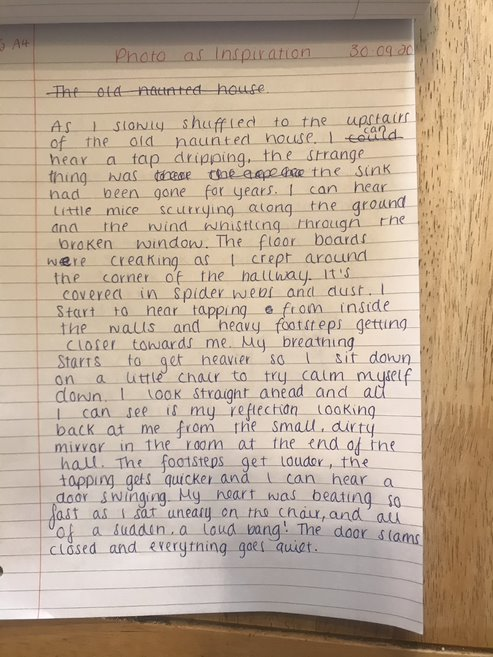 A4
Photo as Inspiration 30.09.20
The old haunted house.
As I slowly shuffled to the upstairs
of the old haunted house. I could can
hear a tap dripping, the strange
thing was the sink
had been gone for years. I can hear
little mice scurrying along the ground
and the wind whistling through the
broken window. The floor boards
were creaking as I crept around
the corner of the hallway. It's
covered in spider webs and dust. I
start to hear tapping from inside
the walls and heavy footsteps getting
closer towards me. My breathing
starts to get heavier so I sit down
on a little chair to try calm myself
down. I look straight ahead and all
I can see is my reflection looking
back at me from the small, dirty
mirror in the room at the end of the
hall. The footsteps get louder, the
tapping gets quicker and I can hear a
door swinging. My heart was beating so
fast as I sat uneasy on the chair, and all
of a sudden, a loud bang! The door slams
closed and everything goes quiet.